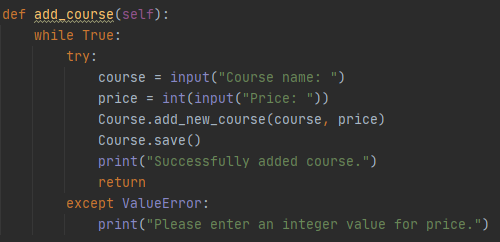 def add_course(self):
    while True:
        try:
            course = input("Course name: ")
            price = int(input("Price: "))
            Course.add_new_course(course, price)
            Course.save()
            print("Successfully added course.")
            return
        except ValueError:
            print("Please enter an integer value for price.")